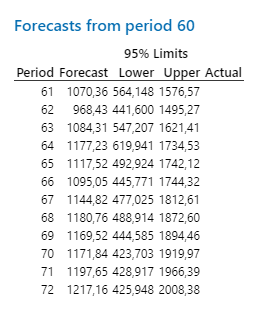 Forecasts from period 60
95% Limits
Period Forecast Lower Upper Actual
61 1070,36 564,148 1576,57
62 968,43 441,600 1495,27
63 1084,31 547,207 1621,41
64 1177,23 619,941 1734,53
65 1117,52 492,924 1742,12
66 1095,05 445,771 1744,32
67 1144,82 477,025 1812,61
68 1180,76 488,914 1872,60
69 1169,52 444,585 1894,46
70 1171,84 423,703 1919,97
71 1197,65 428,917 1966,39
72 1217,16 425,948 2008,38